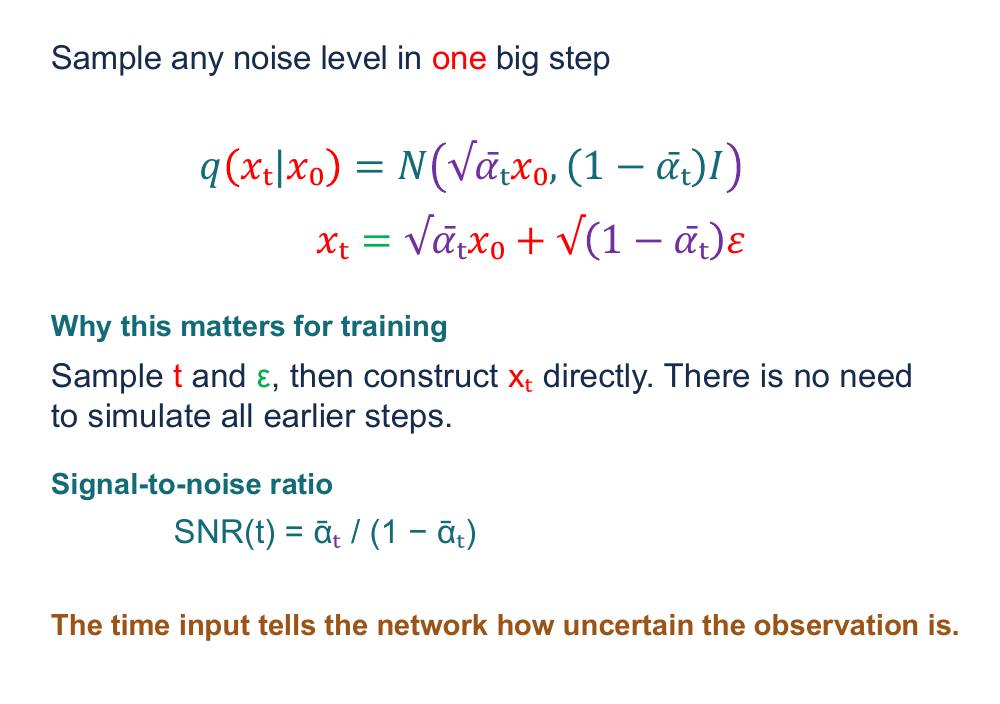 Sample any noise level in one big step
q(xₜ|x₀) = N(√ᾱₜx₀, (1 − ᾱₜ)I)
xₜ = √ᾱₜx₀ + √(1 − ᾱₜ)ε
Why this matters for training
Sample t and ε, then construct xₜ directly. There is no need
to simulate all earlier steps.
Signal-to-noise ratio
SNR(t) = ᾱₜ / (1 − ᾱₜ)
The time input tells the network how uncertain the observation is.